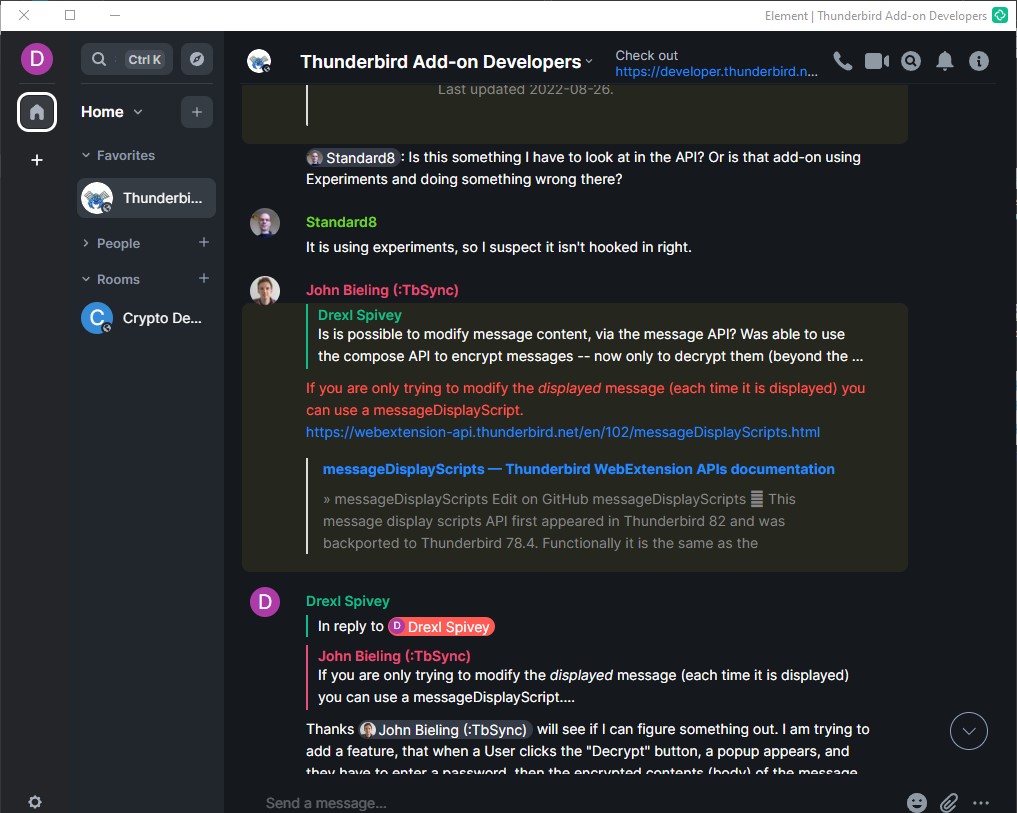 Element | Thunderbird Add-on Developers
D
Ctrl K
Home
Favorites
Thunderbi...
People
Rooms
C
Crypto De...
Thunderbird Add-on Developers
Check out
https://developer.thunderbird.n...
Last updated 2022-08-26.
Standard8 : Is this something I have to look at in the API? Or is that add-on using
Experiments and doing something wrong there?
Standard8
It is using experiments, so I suspect it isn't hooked in right.
John Bieling (:TbSync)
Drexl Spivey
Is is possible to modify message content, via the message API? Was able to use
the compose API to encrypt messages -- now only to decrypt them (beyond the ...
If you are only trying to modify the displayed message (each time it is displayed) you
can use a messageDisplayScript.
https://webextension-api.thunderbird.net/en/102/messageDisplayScripts.html
messageDisplayScripts — Thunderbird WebExtension APIs documentation
» messageDisplayScripts Edit on GitHub messageDisplayScripts This
message display scripts API first appeared in Thunderbird 82 and was
backported to Thunderbird 78.4. Functionally it is the same as the
D
Drexl Spivey
In reply to D Drexl Spivey
John Bieling (:TbSync)
If you are only trying to modify the displayed message (each time it is displayed)
you can use a messageDisplayScript....
Thanks John Bieling (:TbSync) will see if I can figure something out. I am trying to
add a feature, that when a User clicks the "Decrypt" button, a popup appears, and
they have to enter a password, then the encrypted contents (body) of the message
Send a message...